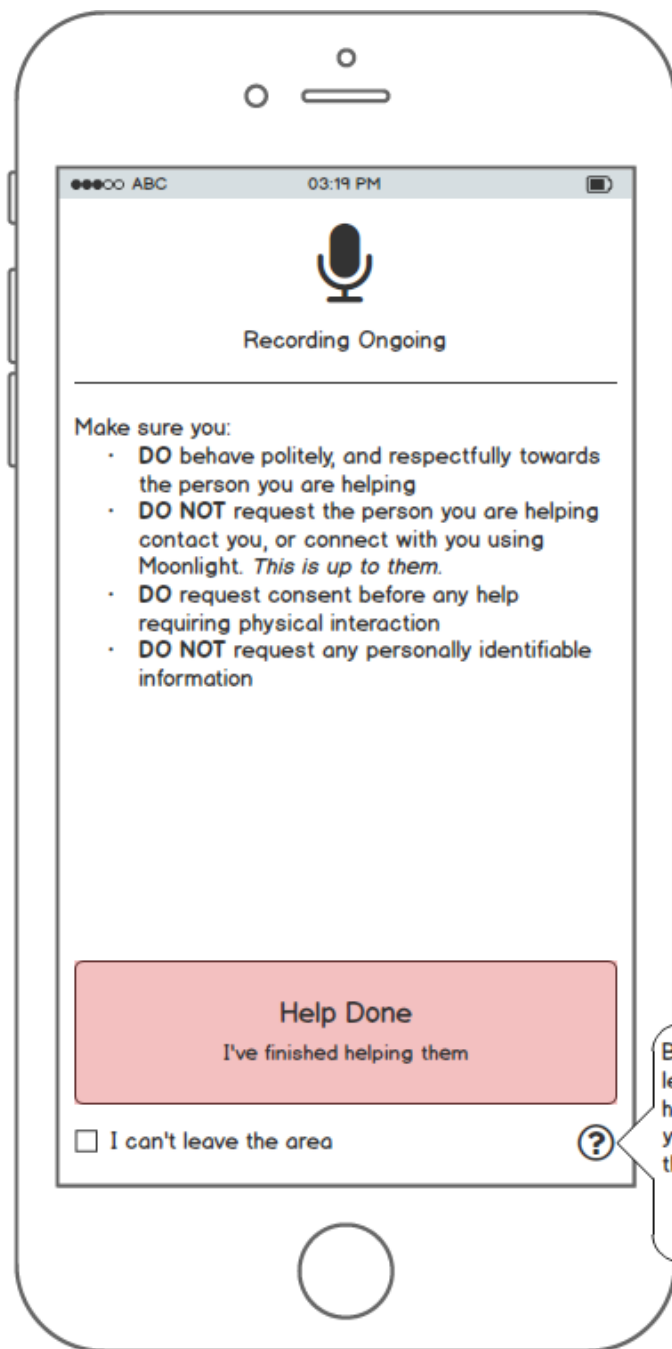 ABC 03:19 PM
Recording Ongoing
Make sure you:
· DO behave politely, and respectfully towards
the person you are helping
· DO NOT request the person you are helping
contact you, or connect with you using
Moonlight. This is up to them.
· DO request consent before any help
requiring physical interaction
· DO NOT request any personally identifiable
information
Help Done
I've finished helping them
I can't leave the area
?